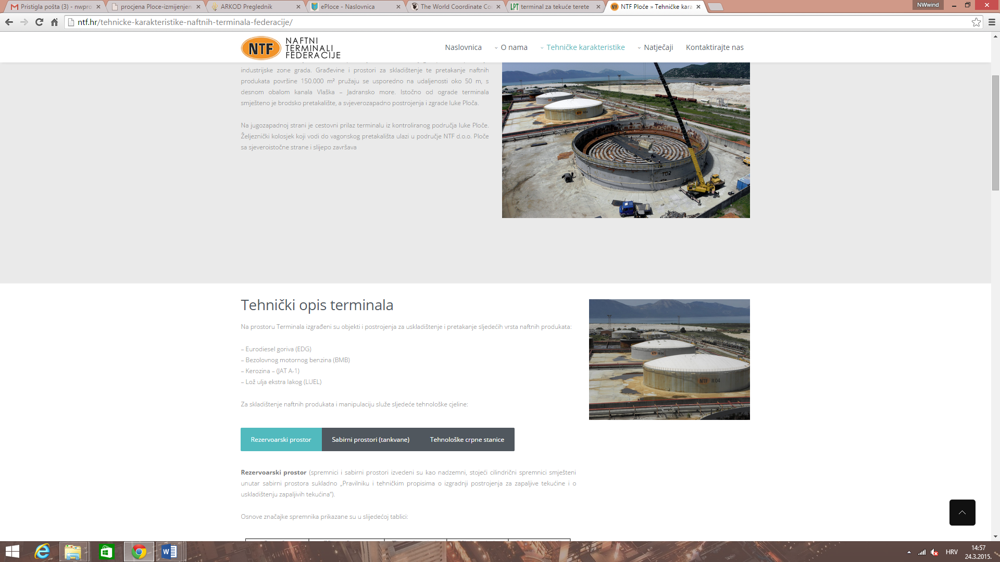 Pristigla pošta (3) - nwpro
procjena Ploce-izmijenjen
ARKOD Preglednik
ePloce - Naslovnica
The World Coordinate Co
LPT terminal za tekuće terete
NTF Ploče » Tehničke kara
NWwind
ntf.hr/tehnicke-karakteristike-naftnih-terminala-federacije/
NTF
NAFTNI
TERMINALI
FEDERACIJE
Naslovnica
O nama
Tehničke karakteristike
Natječaji
Kontaktirajte nas
industrijske zone grada. Građevine i prostori za skladištenje te pretakanje naftnih
produkata površine 150.000 m² pružaju se usporedno na udaljenosti oko 50 m, s
desnom obalom kanala Vlaška – Jadransko more. Istočno od ograde terminala
smješteno je brodsko pretakalište, a svjeverozapadno postrojenja i zgrade luke Ploča.
Na jugozapadnoj strani je cestovni prilaz terminalu iz kontroliranog područja luke Ploče.
Željeznički kolosjek koji vodi do vagonskog pretakališta ulazi u područje NTF d.o.o. Ploče
sa sjeveroistočne strane i slijepo završava
NTF R04
T02
Tehnički opis terminala
Na prostoru Terminala izgrađeni su objekti i postrojenja za uskladištenje i pretakanje sljedećih vrsta naftnih produkata:
– Eurodiesel goriva (EDG)
– Bezolovnog motornog benzina (BMB)
– Kerozina – (JAT A-1)
– Lož ulja ekstra lakog (LUEL)
Za skladištenje naftnih produkata i manipulaciju služe sljedeće tehnološke cjeline:
NTF R04
Rezervoarski prostor
Sabirni prostori (tankvane)
Tehnološke crpne stanice
Rezervoarski prostor (spremnici i sabirni prostori izvedeni su kao nadzemni, stojeći cilindrični spremnici smješteni
unutar sabirni prostora sukladno „Pravilniku i tehničkim propisima o izgradnji postrojenja za zapaljive tekućine i o
uskladištenju zapaljivih tekućina“).
Osnove značajke spremnika prikazane su u slijedećoj tablici:
HRV
14:57
24.3.2015.